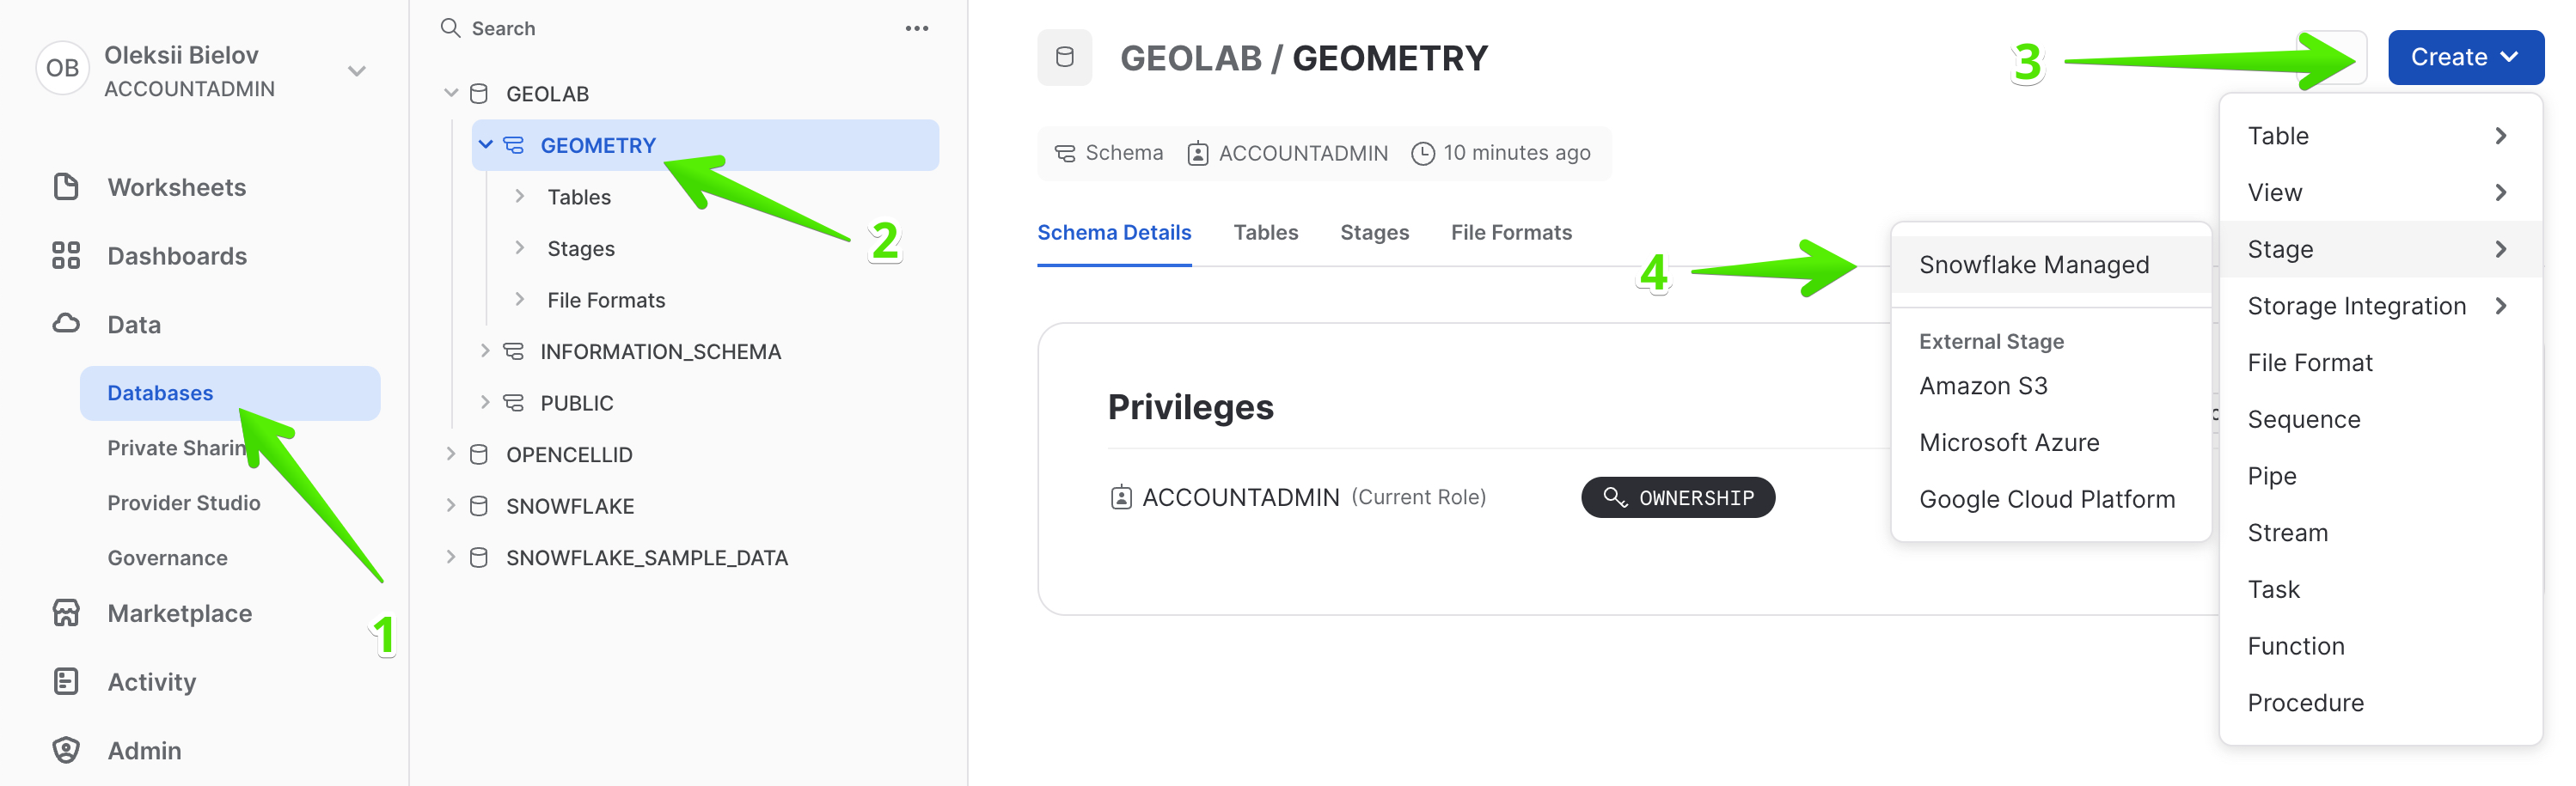 OB
Oleksii Bielov
ACCOUNTADMIN
Worksheets
Dashboards
Data
Databases
Private Sharin
Provider Studio
Governance
Marketplace
Activity
Admin
1
Search
GEOLAB
GEOMETRY
Tables
Stages
File Formats
INFORMATION_SCHEMA
PUBLIC
OPENCELLID
SNOWFLAKE
SNOWFLAKE_SAMPLE_DATA
2
GEOLAB / GEOMETRY
3
Create
Schema ACCOUNTADMIN 10 minutes ago
Schema Details Tables Stages File Formats
4
Privileges
ACCOUNTADMIN (Current Role) OWNERSHIP
Snowflake Managed
External Stage
Amazon S3
Microsoft Azure
Google Cloud Platform
Table
View
Stage
Storage Integration
File Format
Sequence
Pipe
Stream
Task
Function
Procedure